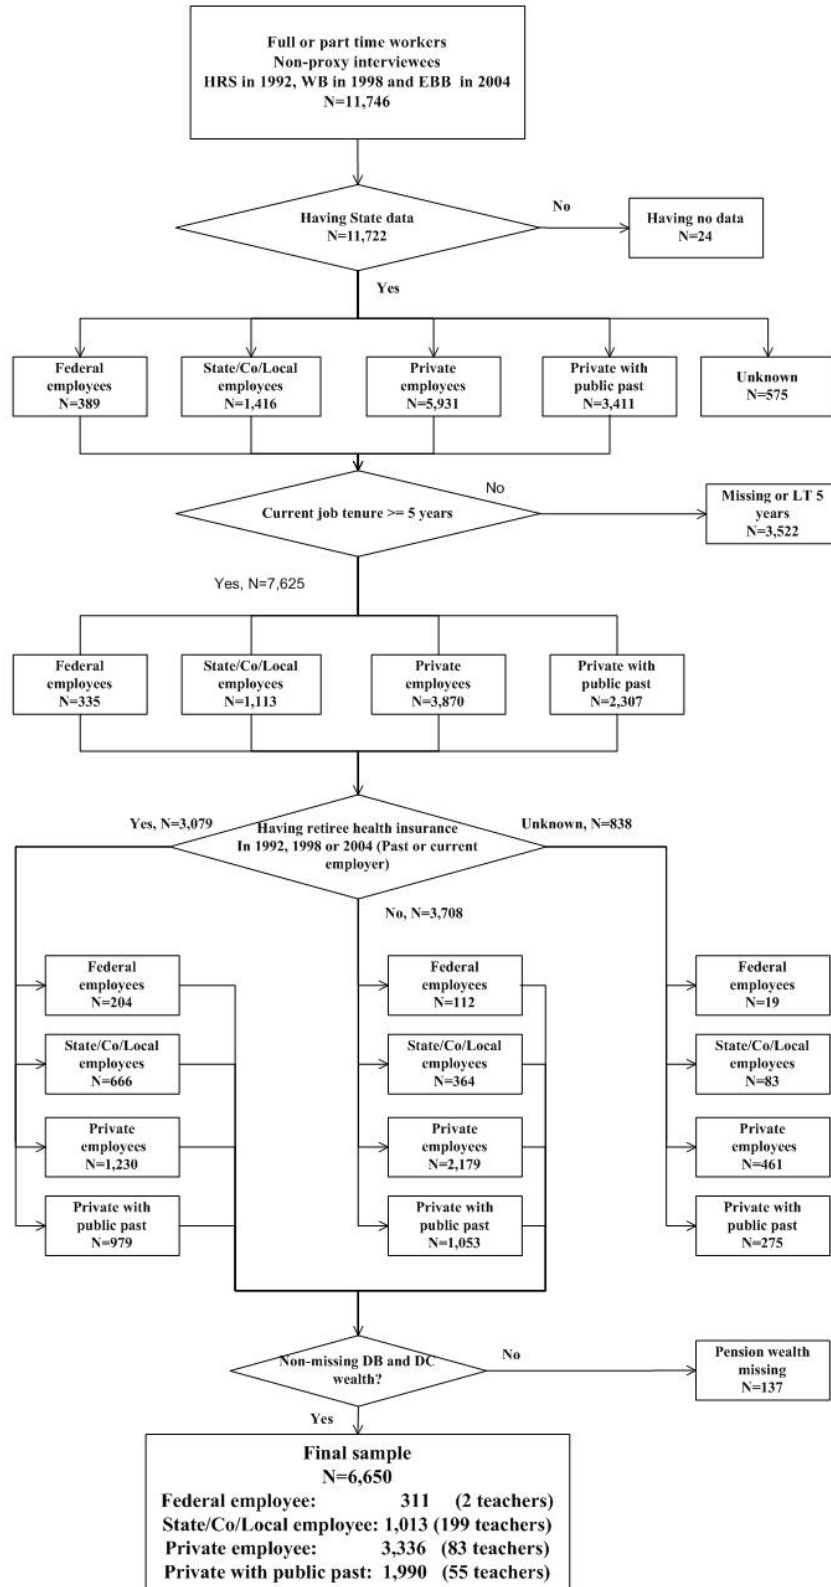 Full or part time workers
Non-proxy interviewees
HRS in 1992, WB in 1998 and EBB in 2004
N=11,746
Having State data
N=11,722
No
Having no data
N=24
Yes
Federal
employees
N=389
State/Co/Local
employees
N=1,416
Private
employees
N=5,931
Private with
public past
N=3,411
Unknown
N=575
Current job tenure >= 5 years
No
Missing or LT 5
years
N=3,522
Yes, N=7,625
Federal
employees
N=335
State/Co/Local
employees
N=1,113
Private
employees
N=3,870
Private with
public past
N=2,307
Yes, N=3,079
Having retiree health insurance
In 1992, 1998 or 2004 (Past or current
employer)
Unknown, N=838
No, N=3,708
Federal
employees
N=204
State/Co/Local
employees
N=666
Private
employees
N=1,230
Private with
public past
N=979
Federal
employees
N=112
State/Co/Local
employees
N=364
Private
employees
N=2,179
Private with
public past
N=1,053
Federal
employees
N=19
State/Co/Local
employees
N=83
Private
employees
N=461
Private with
public past
N=275
Non-missing DB and DC
wealth?
No
Pension wealth
missing
N=137
Yes
Final sample
N=6,650
Federal employee: 311 (2 teachers)
State/Co/Local employee: 1,013 (199 teachers)
Private employee: 3,336 (83 teachers)
Private with public past: 1,990 (55 teachers)